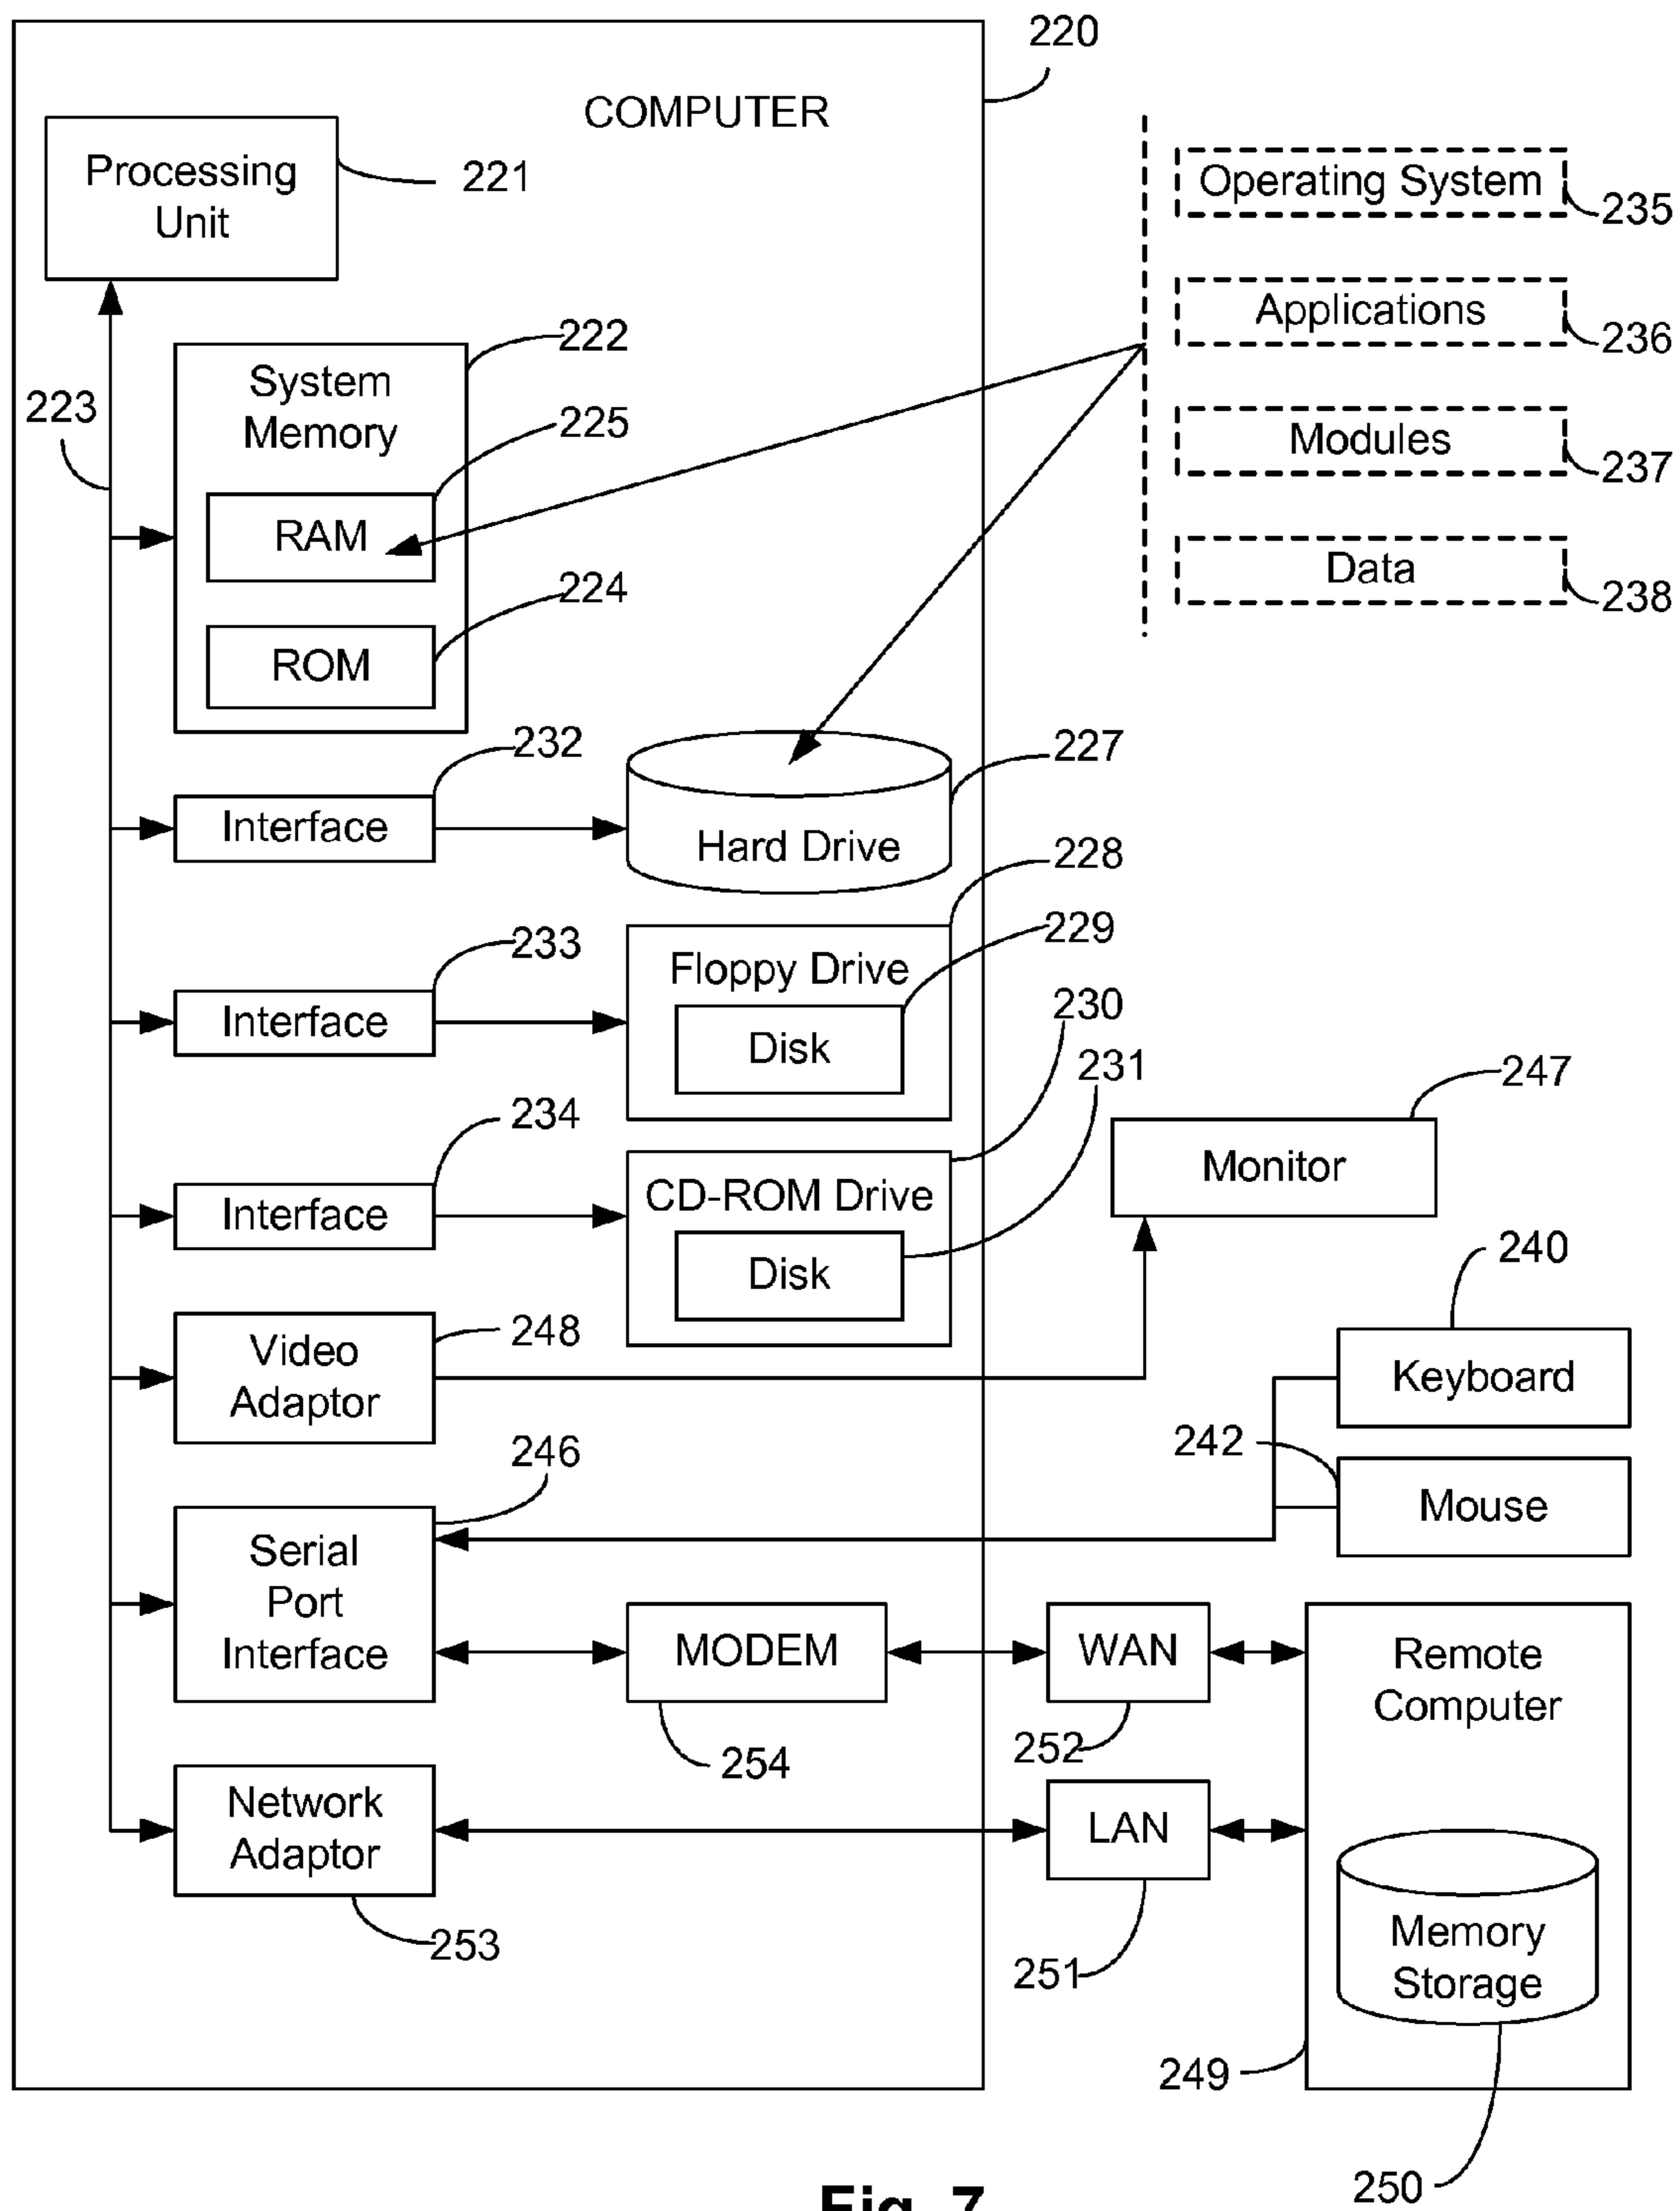 220
COMPUTER
Processing
Unit
221
Operating System
235
Applications
236
Modules
237
Data
238
222
System
Memory
223
225
RAM
224
ROM
232
Interface
227
Hard Drive
228
233
Interface
229
Floppy Drive
Disk
230
231
234
Interface
CD-ROM Drive
Disk
247
Monitor
240
Keyboard
248
Video
Adaptor
242
Mouse
246
Serial
Port
Interface
MODEM
254
WAN
252
Remote
Computer
Network
Adaptor
253
LAN
251
Memory
Storage
249
250
Fig. 7